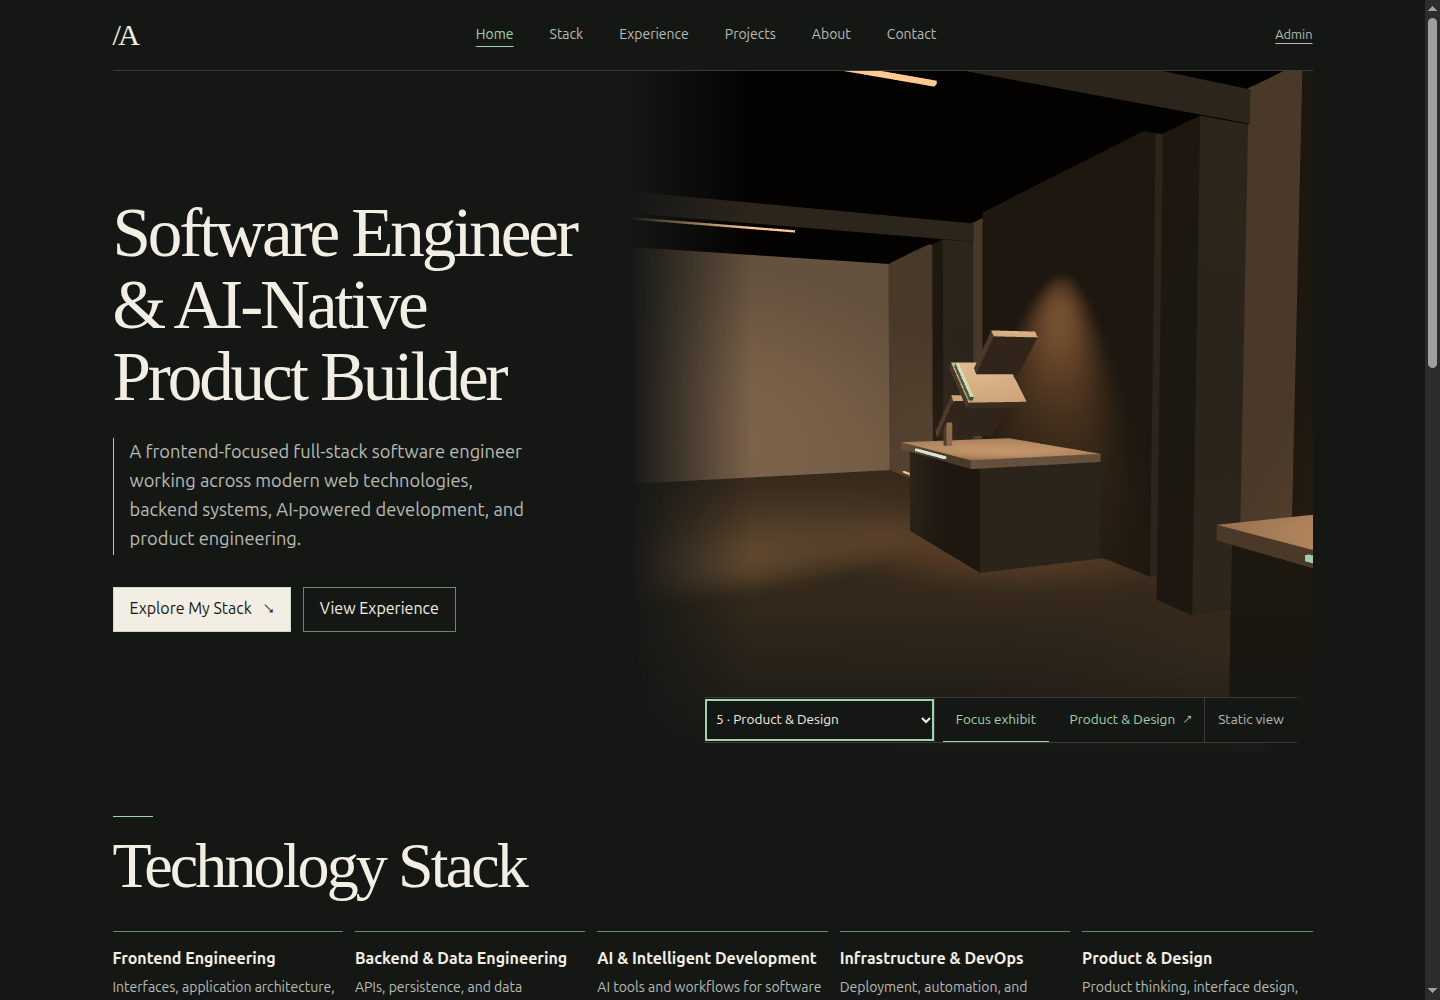 /A
Home
Stack
Experience
Projects
About
Contact
Admin
Software Engineer
& AI-Native
Product Builder
A frontend-focused full-stack software engineer
working across modern web technologies,
backend systems, AI-powered development, and
product engineering.
Explore My Stack ↘
View Experience
5 · Product & Design
Focus exhibit
Product & Design ↗
Static view
Technology Stack
Frontend Engineering
Interfaces, application architecture,
Backend & Data Engineering
APIs, persistence, and data
AI & Intelligent Development
AI tools and workflows for software
Infrastructure & DevOps
Deployment, automation, and
Product & Design
Product thinking, interface design,